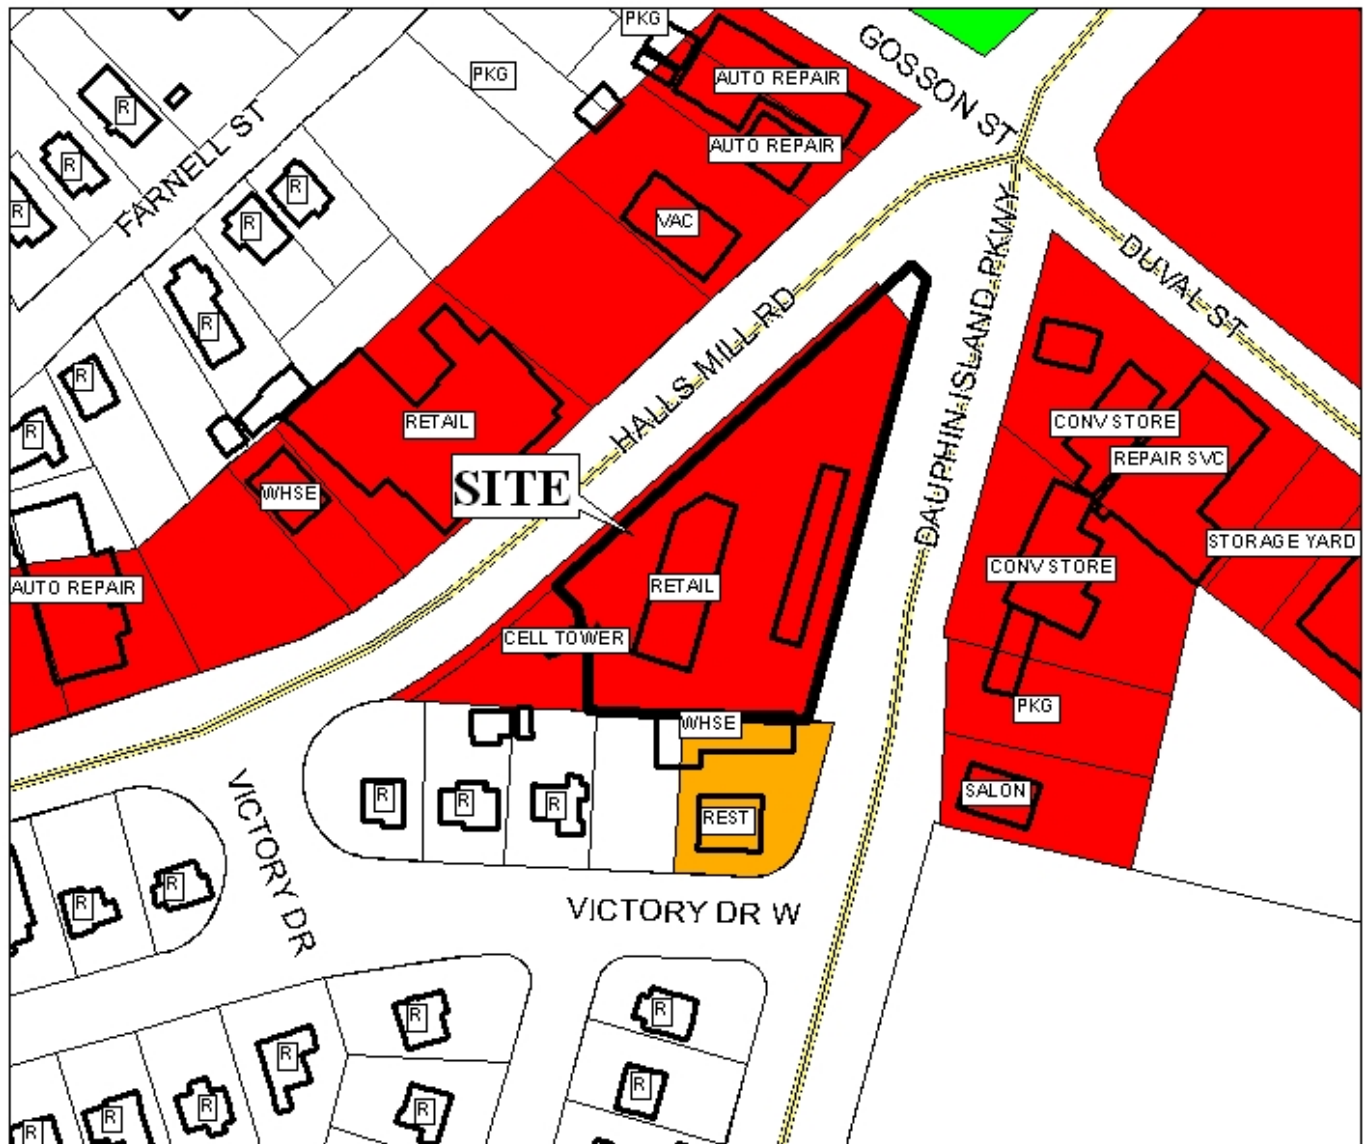 PKG
GOSSON ST
PKG
AUTO REPAIR
R
FARNELL ST
AUTO REPAIR
R
R
R
R
VAC
DAUPHIN ISLAND PKWY
DUVAL ST
HALLS MILL RD
R
R
RETAIL
CONV STORE
R
REPAIR SVC
WHSE
SITE
STORAGE YARD
CONV STORE
AUTO REPAIR
RETAIL
CELL TOWER
PKG
WHSE
SALON
R
R
R
REST
VICTORY DR
R
R
VICTORY DR W
R
R
R
R
R
R
R
R